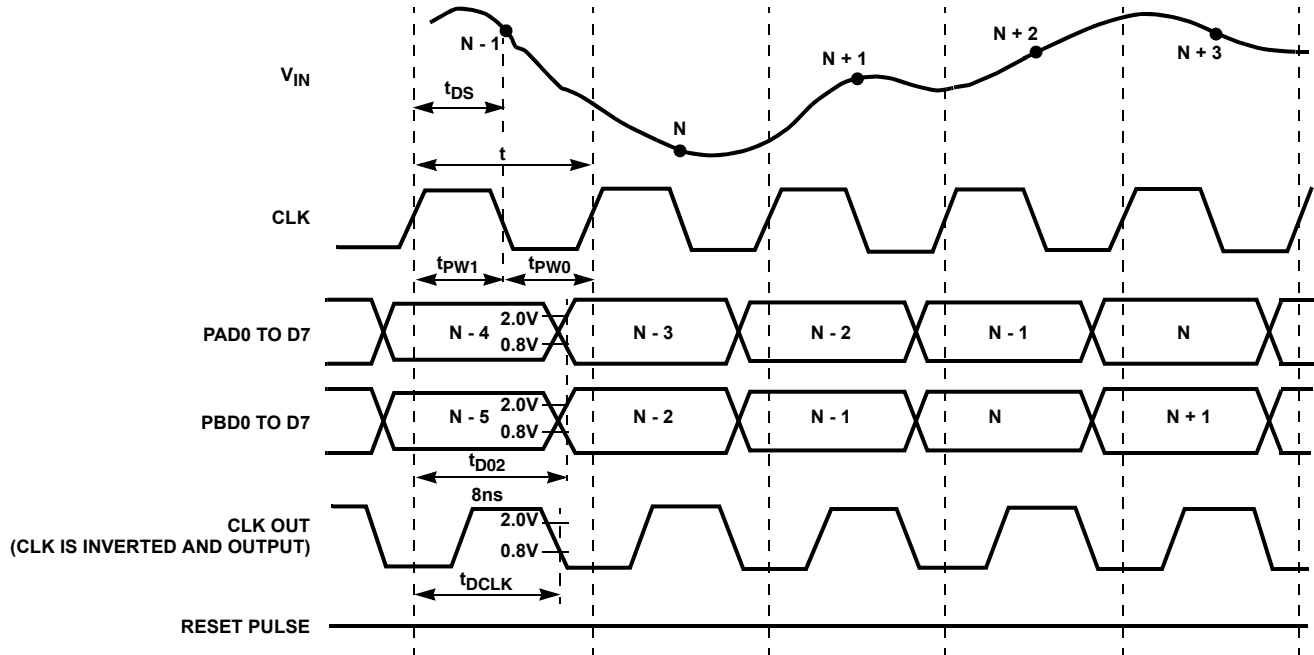 V_IN
N - 1
N
N + 1
N + 2
N + 3
t_DS
t
CLK
t_PW1
t_PW0
PAD0 TO D7
N - 4
2.0V
0.8V
N - 3
N - 2
N - 1
N
PBD0 TO D7
N - 5
2.0V
0.8V
N - 2
N - 1
N
N + 1
t_D02
8ns
CLK OUT
(CLK IS INVERTED AND OUTPUT)
2.0V
0.8V
t_DCLK
RESET PULSE